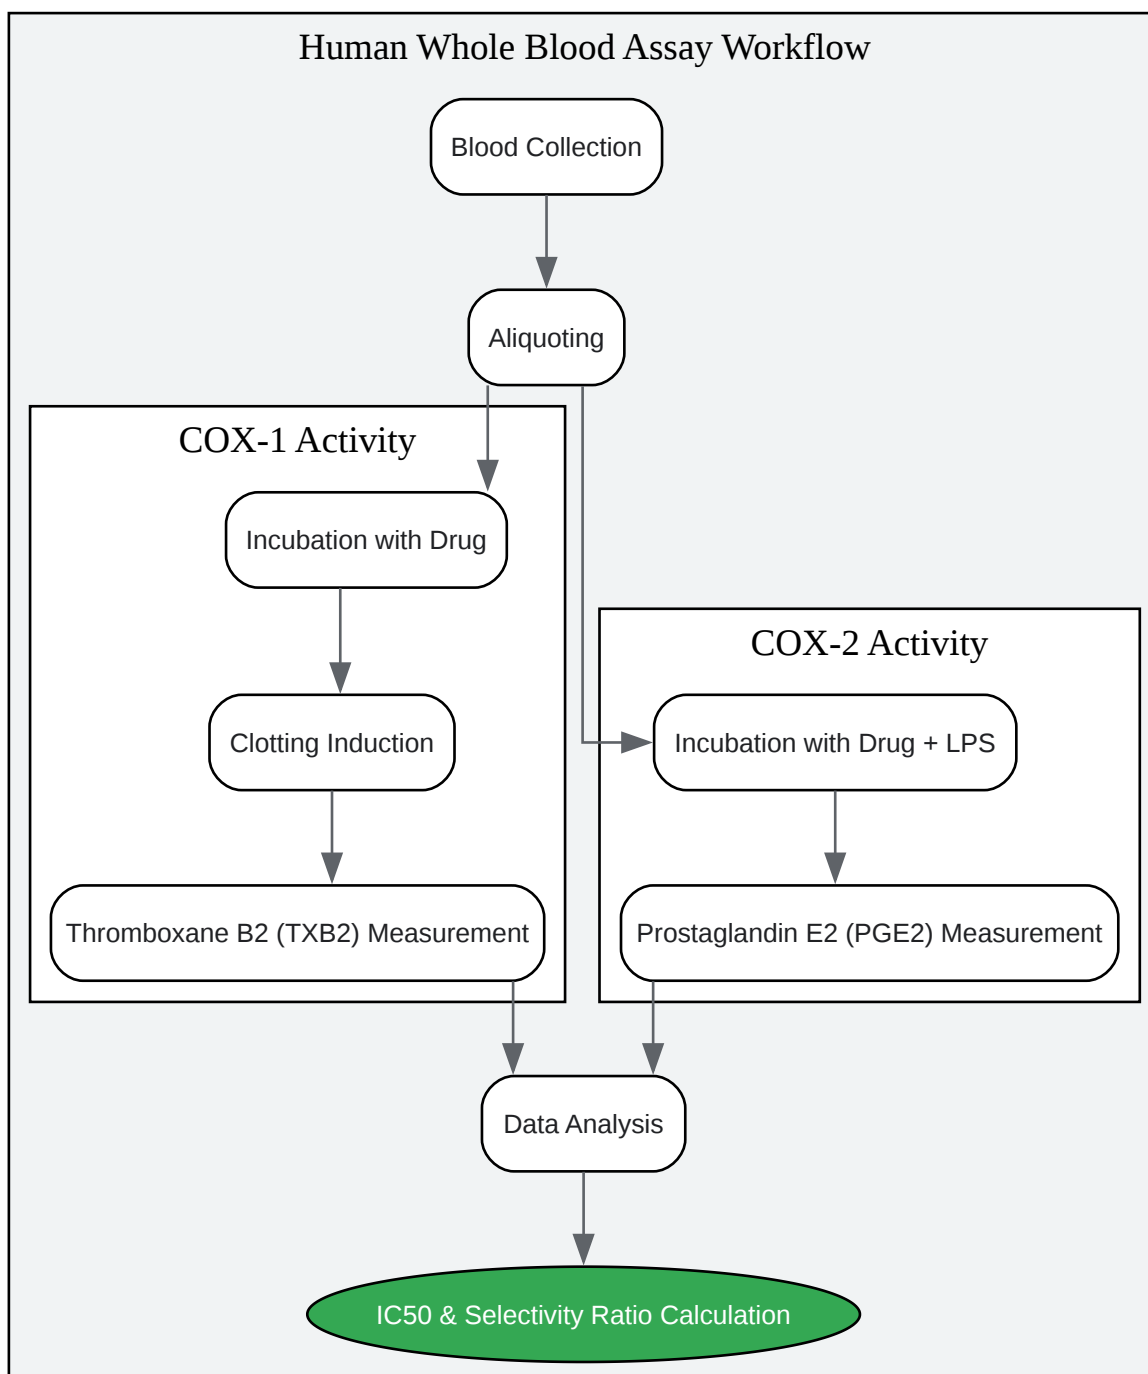 Human Whole Blood Assay Workflow
Blood Collection
Aliquoting
COX-1 Activity
Incubation with Drug
Clotting Induction
Thromboxane B2 (TXB2) Measurement
COX-2 Activity
Incubation with Drug + LPS
Prostaglandin E2 (PGE2) Measurement
Data Analysis
IC50 & Selectivity Ratio Calculation